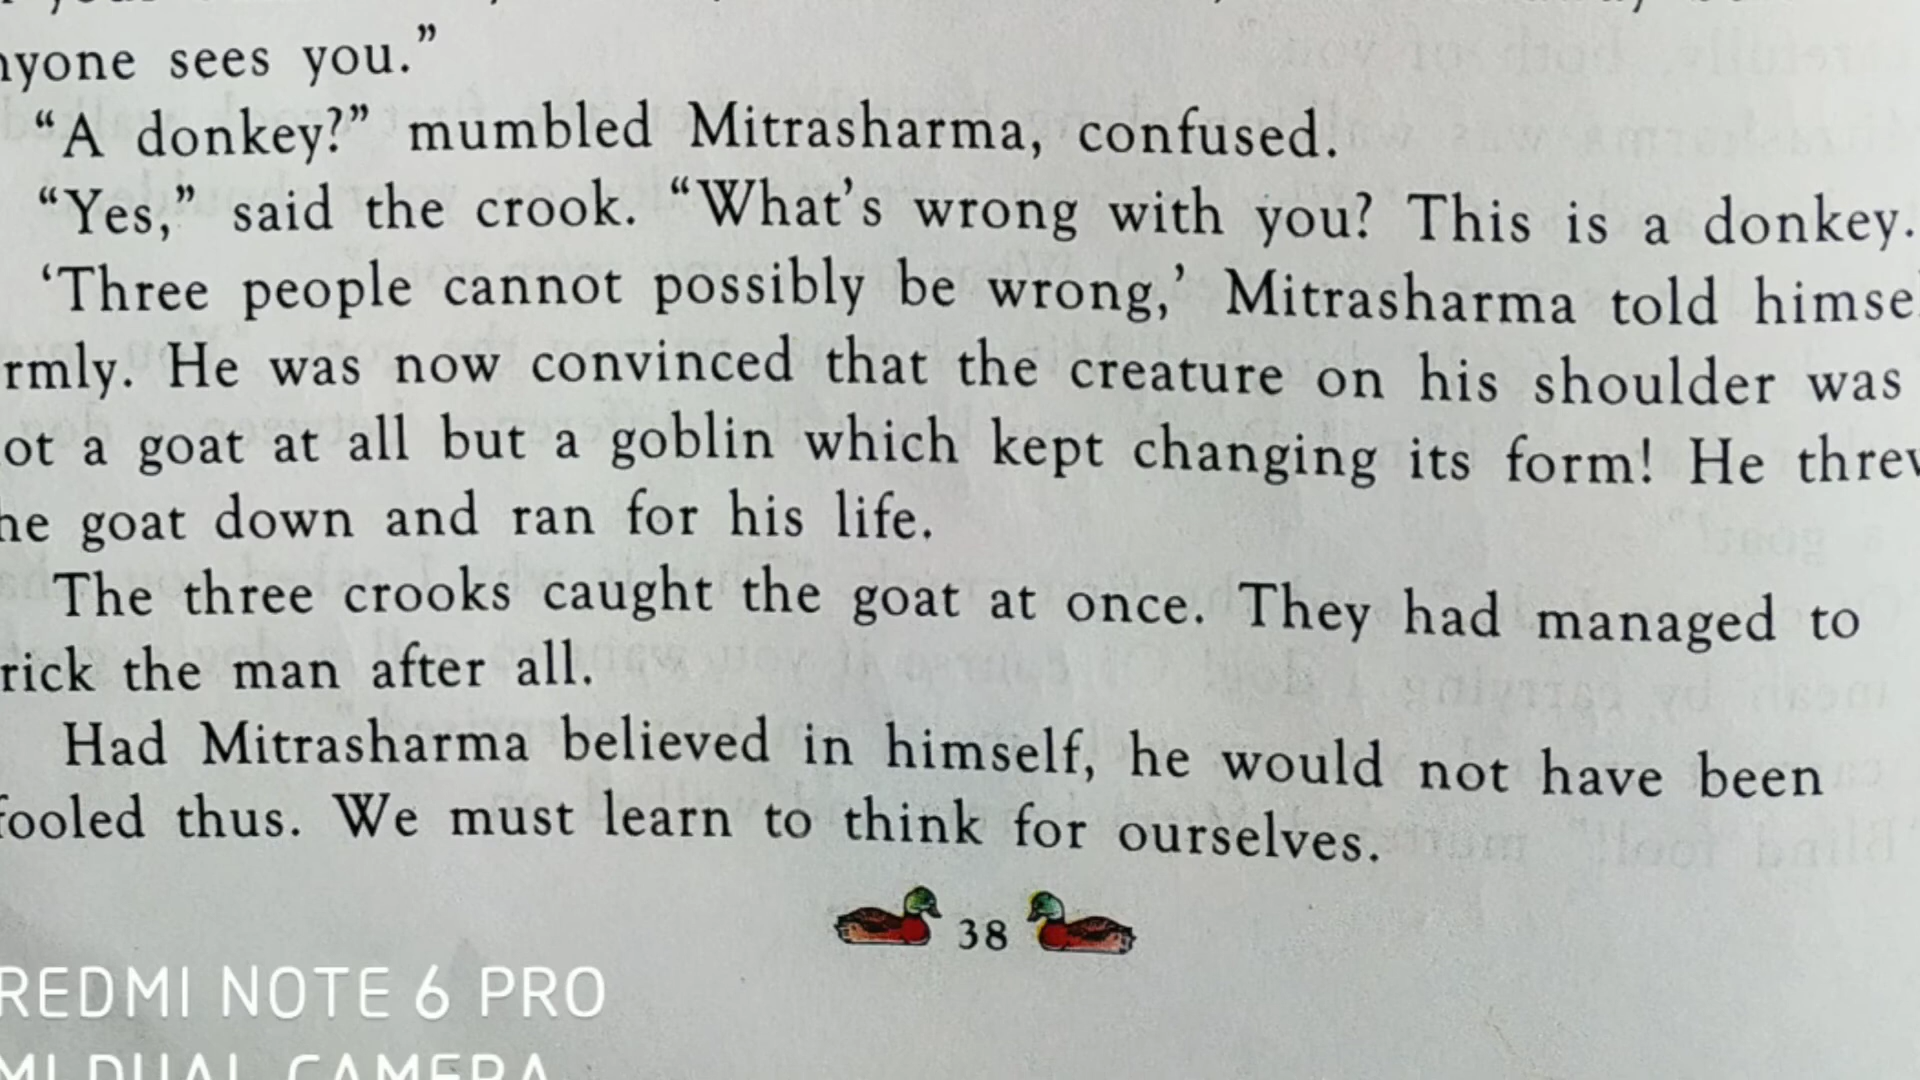 nyone sees you.”
“A donkey?” mumbled Mitrasharma, confused.
“Yes,” said the crook. “What’s wrong with you? This is a donkey.
‘Three people cannot possibly be wrong,’ Mitrasharma told himse
rmly. He was now convinced that the creature on his shoulder was
ot a goat at all but a goblin which kept changing its form! He threw
he goat down and ran for his life.
The three crooks caught the goat at once. They had managed to
rick the man after all.
Had Mitrasharma believed in himself, he would not have been
fooled thus. We must learn to think for ourselves.
38
REDMI NOTE 6 PRO
MI DUAL CAMERA